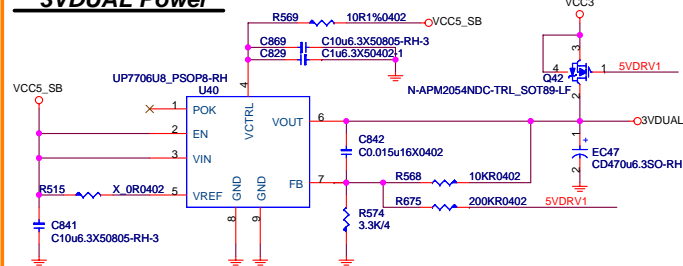 3VDUAL Power
R569 10R1%0402 VCC5_SB
VCC3
C869 C10u6.3X50805-RH-3
C829 C1u6.3X50402-1
VCC5_SB
UP7706U8_PSOP8-RH
U40
4
3
4 1 5VDRV1
Q42
N-APM2054NDC-TRL_SOT89-LF
2
1 POK
VCTRL
2 EN
VOUT 6
3VDUAL
3 VIN
C842
C0.015u16X0402
1
+
EC47
CD470u6.3SO-RH
2
R515 X_0R0402 5 VREF
GND
GND
FB 7
R568 10KR0402
R675 200KR0402 5VDRV1
C841
C10u6.3X50805-RH-3
8
9
R574
3.3K/4